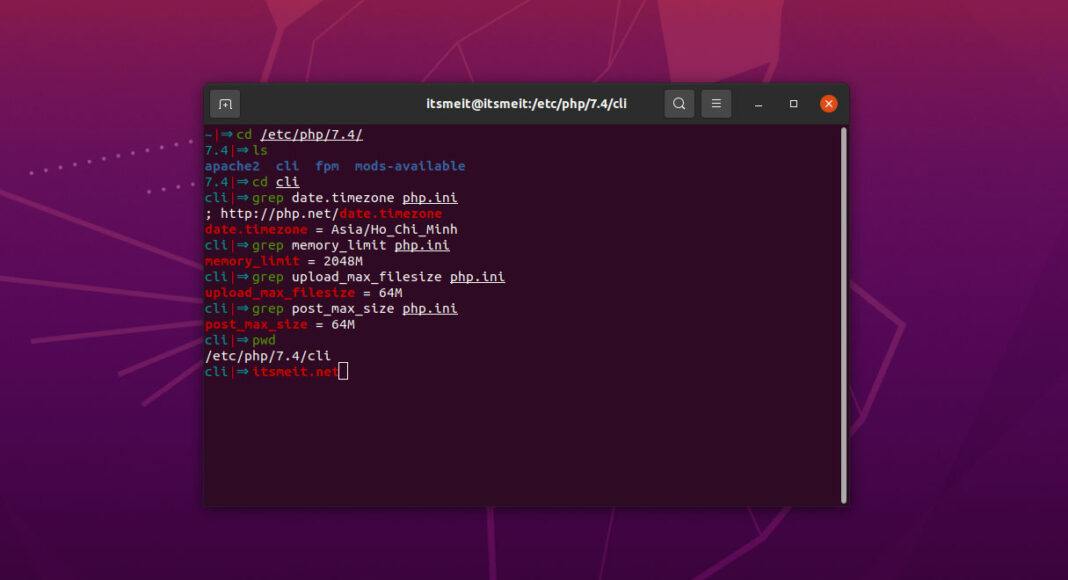 itsmeit@itsmeit:/etc/php/7.4/cli
~|⇒ cd /etc/php/7.4/
7.4|⇒ ls
apache2  cli  fpm  mods-available
7.4|⇒ cd cli
cli|⇒ grep date.timezone php.ini
; http://php.net/date.timezone
date.timezone = Asia/Ho_Chi_Minh
cli|⇒ grep memory_limit php.ini
memory_limit = 2048M
cli|⇒ grep upload_max_filesize php.ini
upload_max_filesize = 64M
cli|⇒ grep post_max_size php.ini
post_max_size = 64M
cli|⇒ pwd
/etc/php/7.4/cli
cli|⇒ itsmeit.net